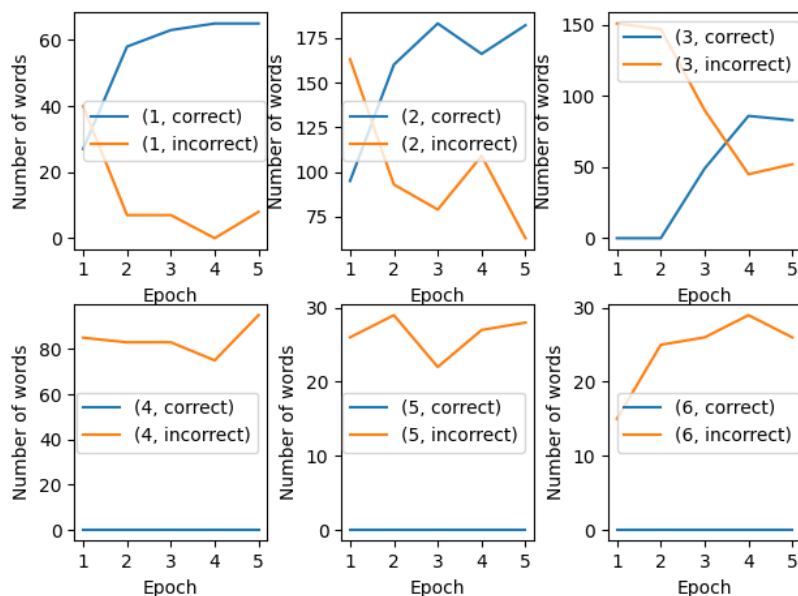 Number of words
60
40
20
0
(1, correct)
(1, incorrect)
1 2 3 4 5
Epoch
Number of words
175
150
125
100
75
(2, correct)
(2, incorrect)
1 2 3 4 5
Epoch
Number of words
150
100
50
0
(3, correct)
(3, incorrect)
1 2 3 4 5
Epoch
Number of words
80
60
40
20
0
(4, correct)
(4, incorrect)
1 2 3 4 5
Epoch
Number of words
30
20
10
0
(5, correct)
(5, incorrect)
1 2 3 4 5
Epoch
Number of words
30
20
10
0
(6, correct)
(6, incorrect)
1 2 3 4 5
Epoch